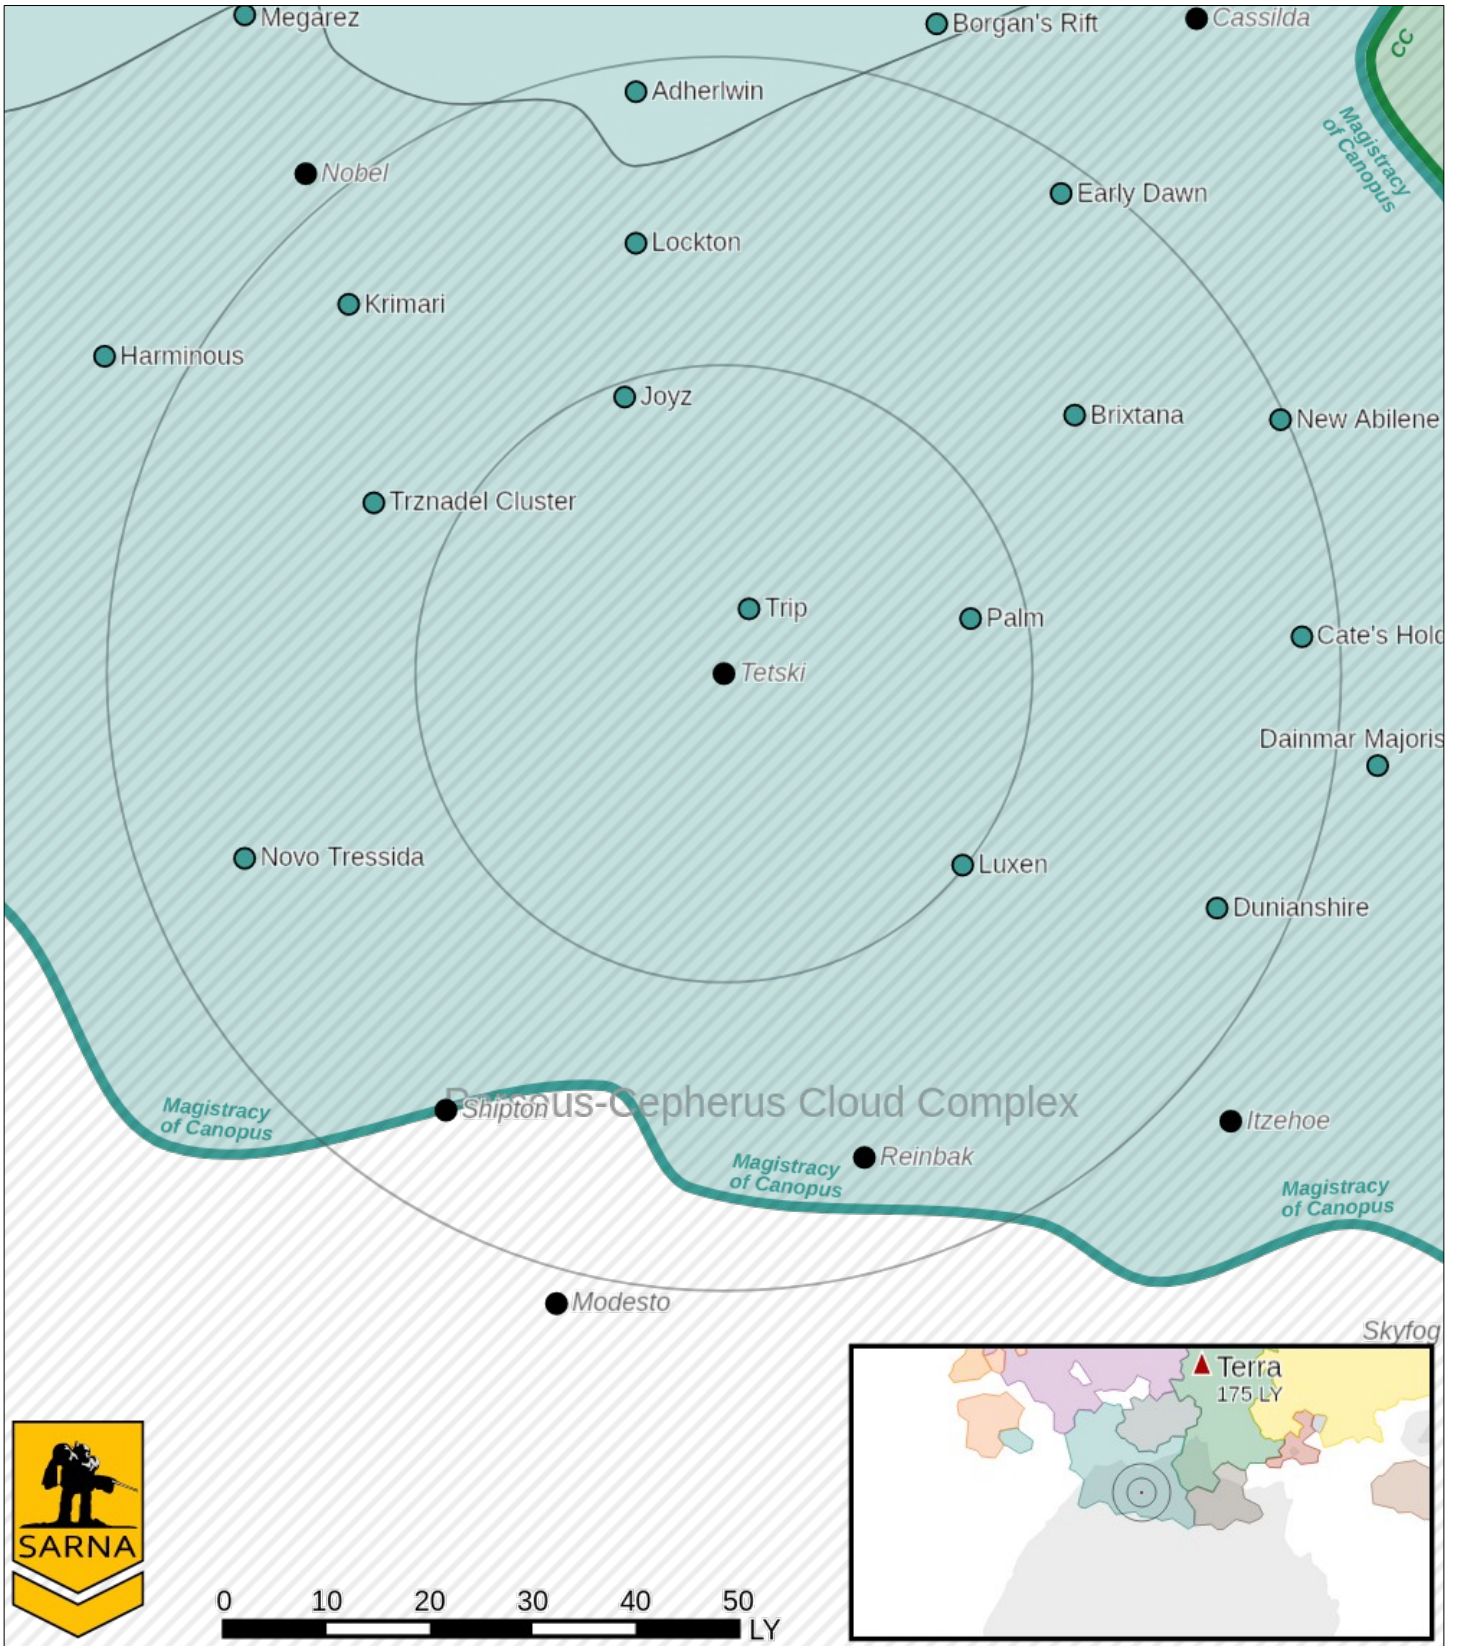 Megarez
Borgan's Rift
Cassilda
CC
Adherlwin
Magistracy
of Canopus
Nobel
Early Dawn
Lockton
Krimari
Harminous
Joyz
Brixtana
New Abilene
Trznadel Cluster
Trip
Palm
Cate's Hold
Tetski
Dainmar Majoris
Novo Tressida
Luxen
Dunianshire
Magistracy
of Canopus
Shipton
Perseus-Cepherus Cloud Complex
Itzehoe
Reinbak
Magistracy
of Canopus
Magistracy
of Canopus
Modesto
Skyfog
Terra
175 LY
SARNA
0 10 20 30 40 50
LY